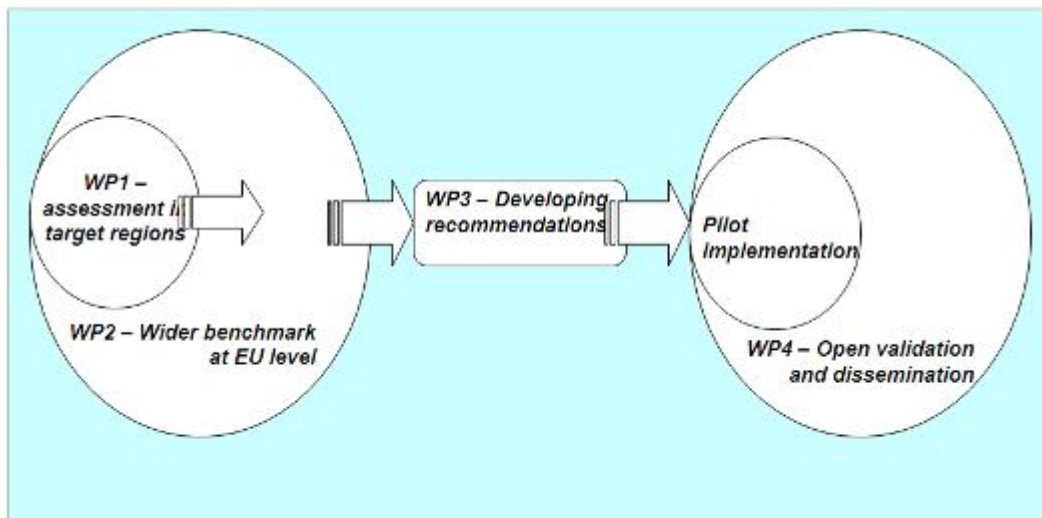 WP1 –
assessment in
target regions
WP2 – Wider benchmark
at EU level
WP3 – Developing
recommendations
Pilot
implementation
WP4 – Open validation
and dissemination